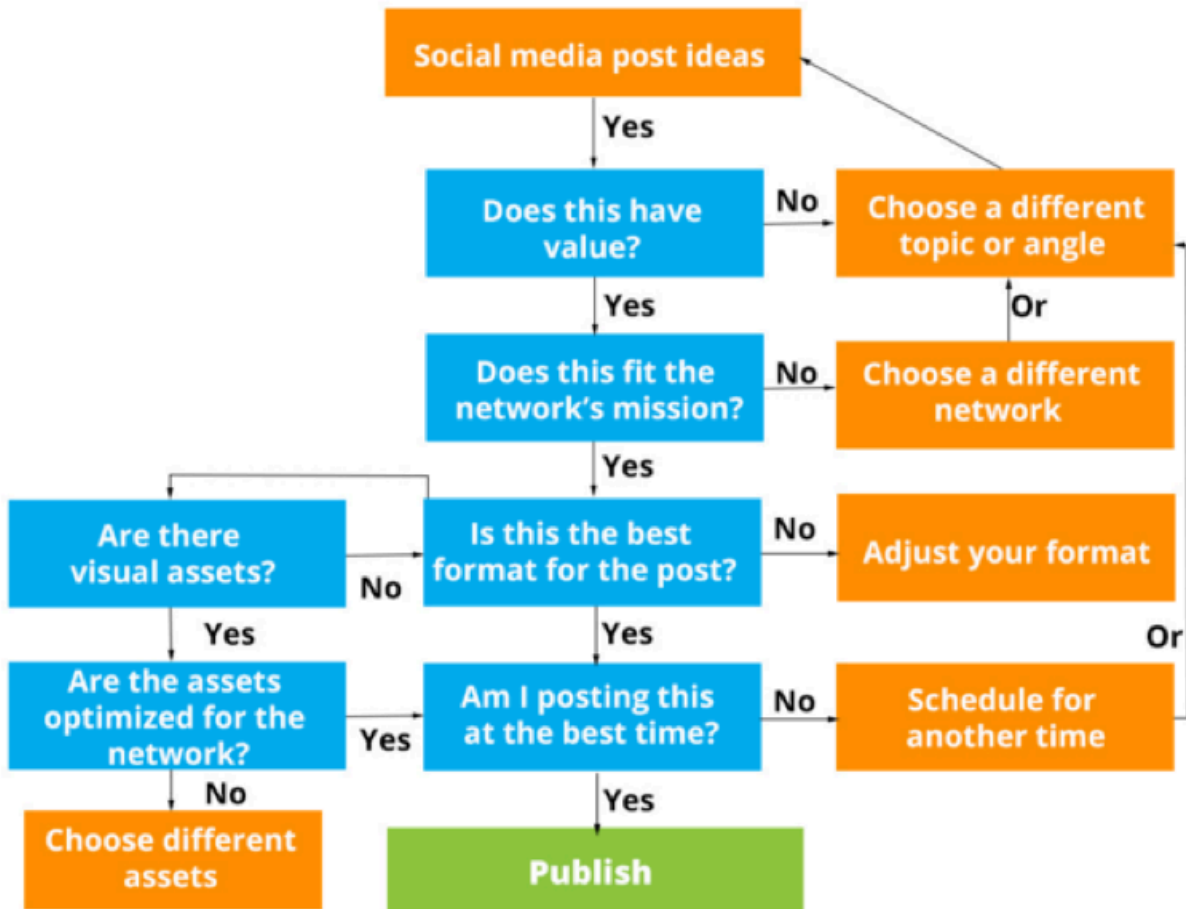 Social media post ideas
Yes
Does this have
value?
No
Choose a different
topic or angle
Yes
Or
Does this fit the
network's mission?
No
Choose a different
network
Yes
Are there
visual assets?
No
Is this the best
format for the post?
No
Adjust your format
Yes
Yes
Or
Are the assets
optimized for the
network?
Yes
Am I posting this
at the best time?
No
Schedule for
another time
No
Yes
Choose different
assets
Publish